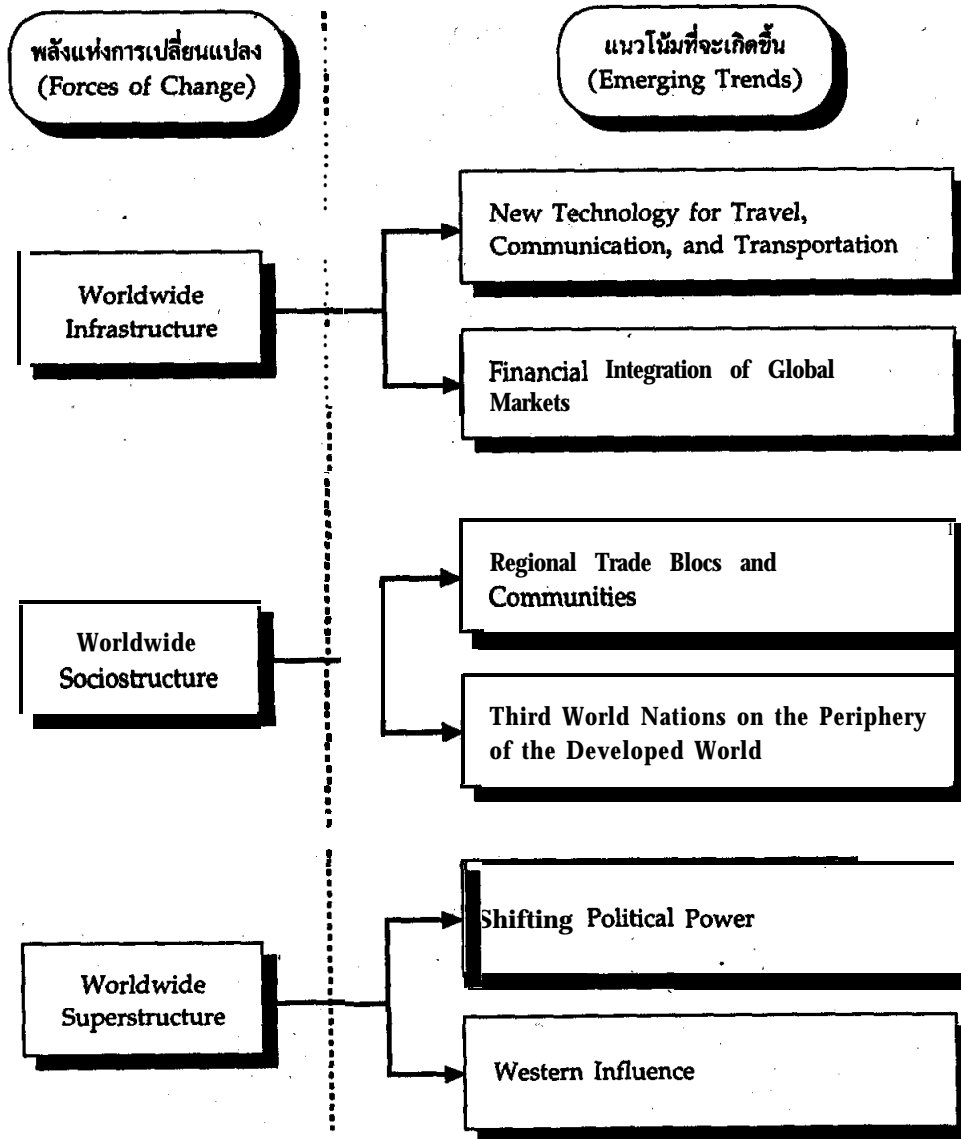 พลังแห่งการเปลี่ยนแปลง
(Forces of Change)
แนวโน้มที่จะเกิดขึ้น
(Emerging Trends)
Worldwide
Infrastructure
New Technology for Travel,
Communication, and Transportation
Financial Integration of Global
Markets
Worldwide
Sociostructure
Regional Trade Blocs and
Communities
Third World Nations on the Periphery
of the Developed World
Worldwide
Superstructure
Shifting Political Power
Western Influence